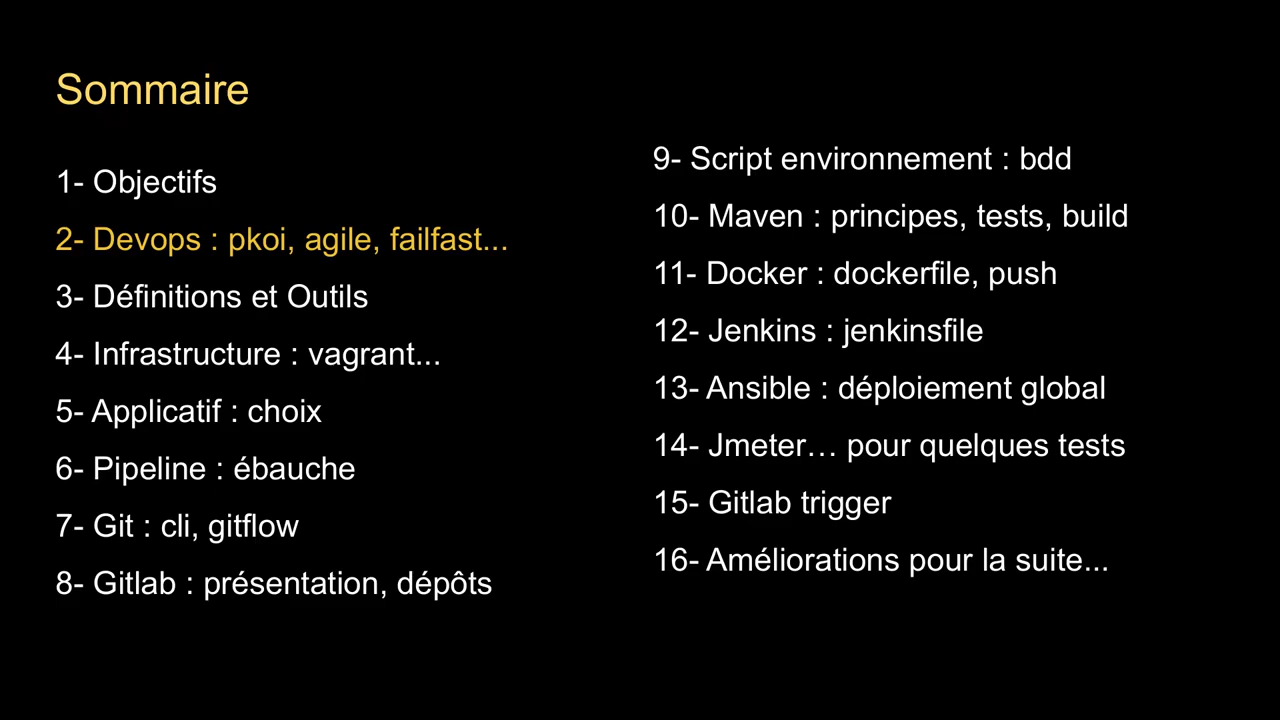 Sommaire
1- Objectifs
2- Devops : pkoi, agile, failfast...
3- Définitions et Outils
4- Infrastructure : vagrant...
5- Applicatif : choix
6- Pipeline : ébauche
7- Git : cli, gitflow
8- Gitlab : présentation, dépôts
9- Script environnement : bdd
10- Maven : principes, tests, build
11- Docker : dockerfile, push
12- Jenkins : jenkinsfile
13- Ansible : déploiement global
14- Jmeter… pour quelques tests
15- Gitlab trigger
16- Améliorations pour la suite...